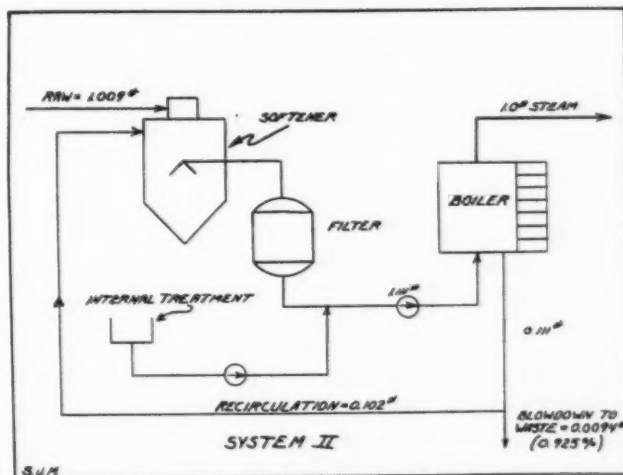 RAW = 1.009#
SOFTENER
1.0# STEAM
BOILER
FILTER
1.111#
INTERNAL TREATMENT
0.111#
RECIRCULATION = 0.102#
BLOWDOWN TO
WASTE = 0.0094#
(0.925%)
SYSTEM II
S.U.M.